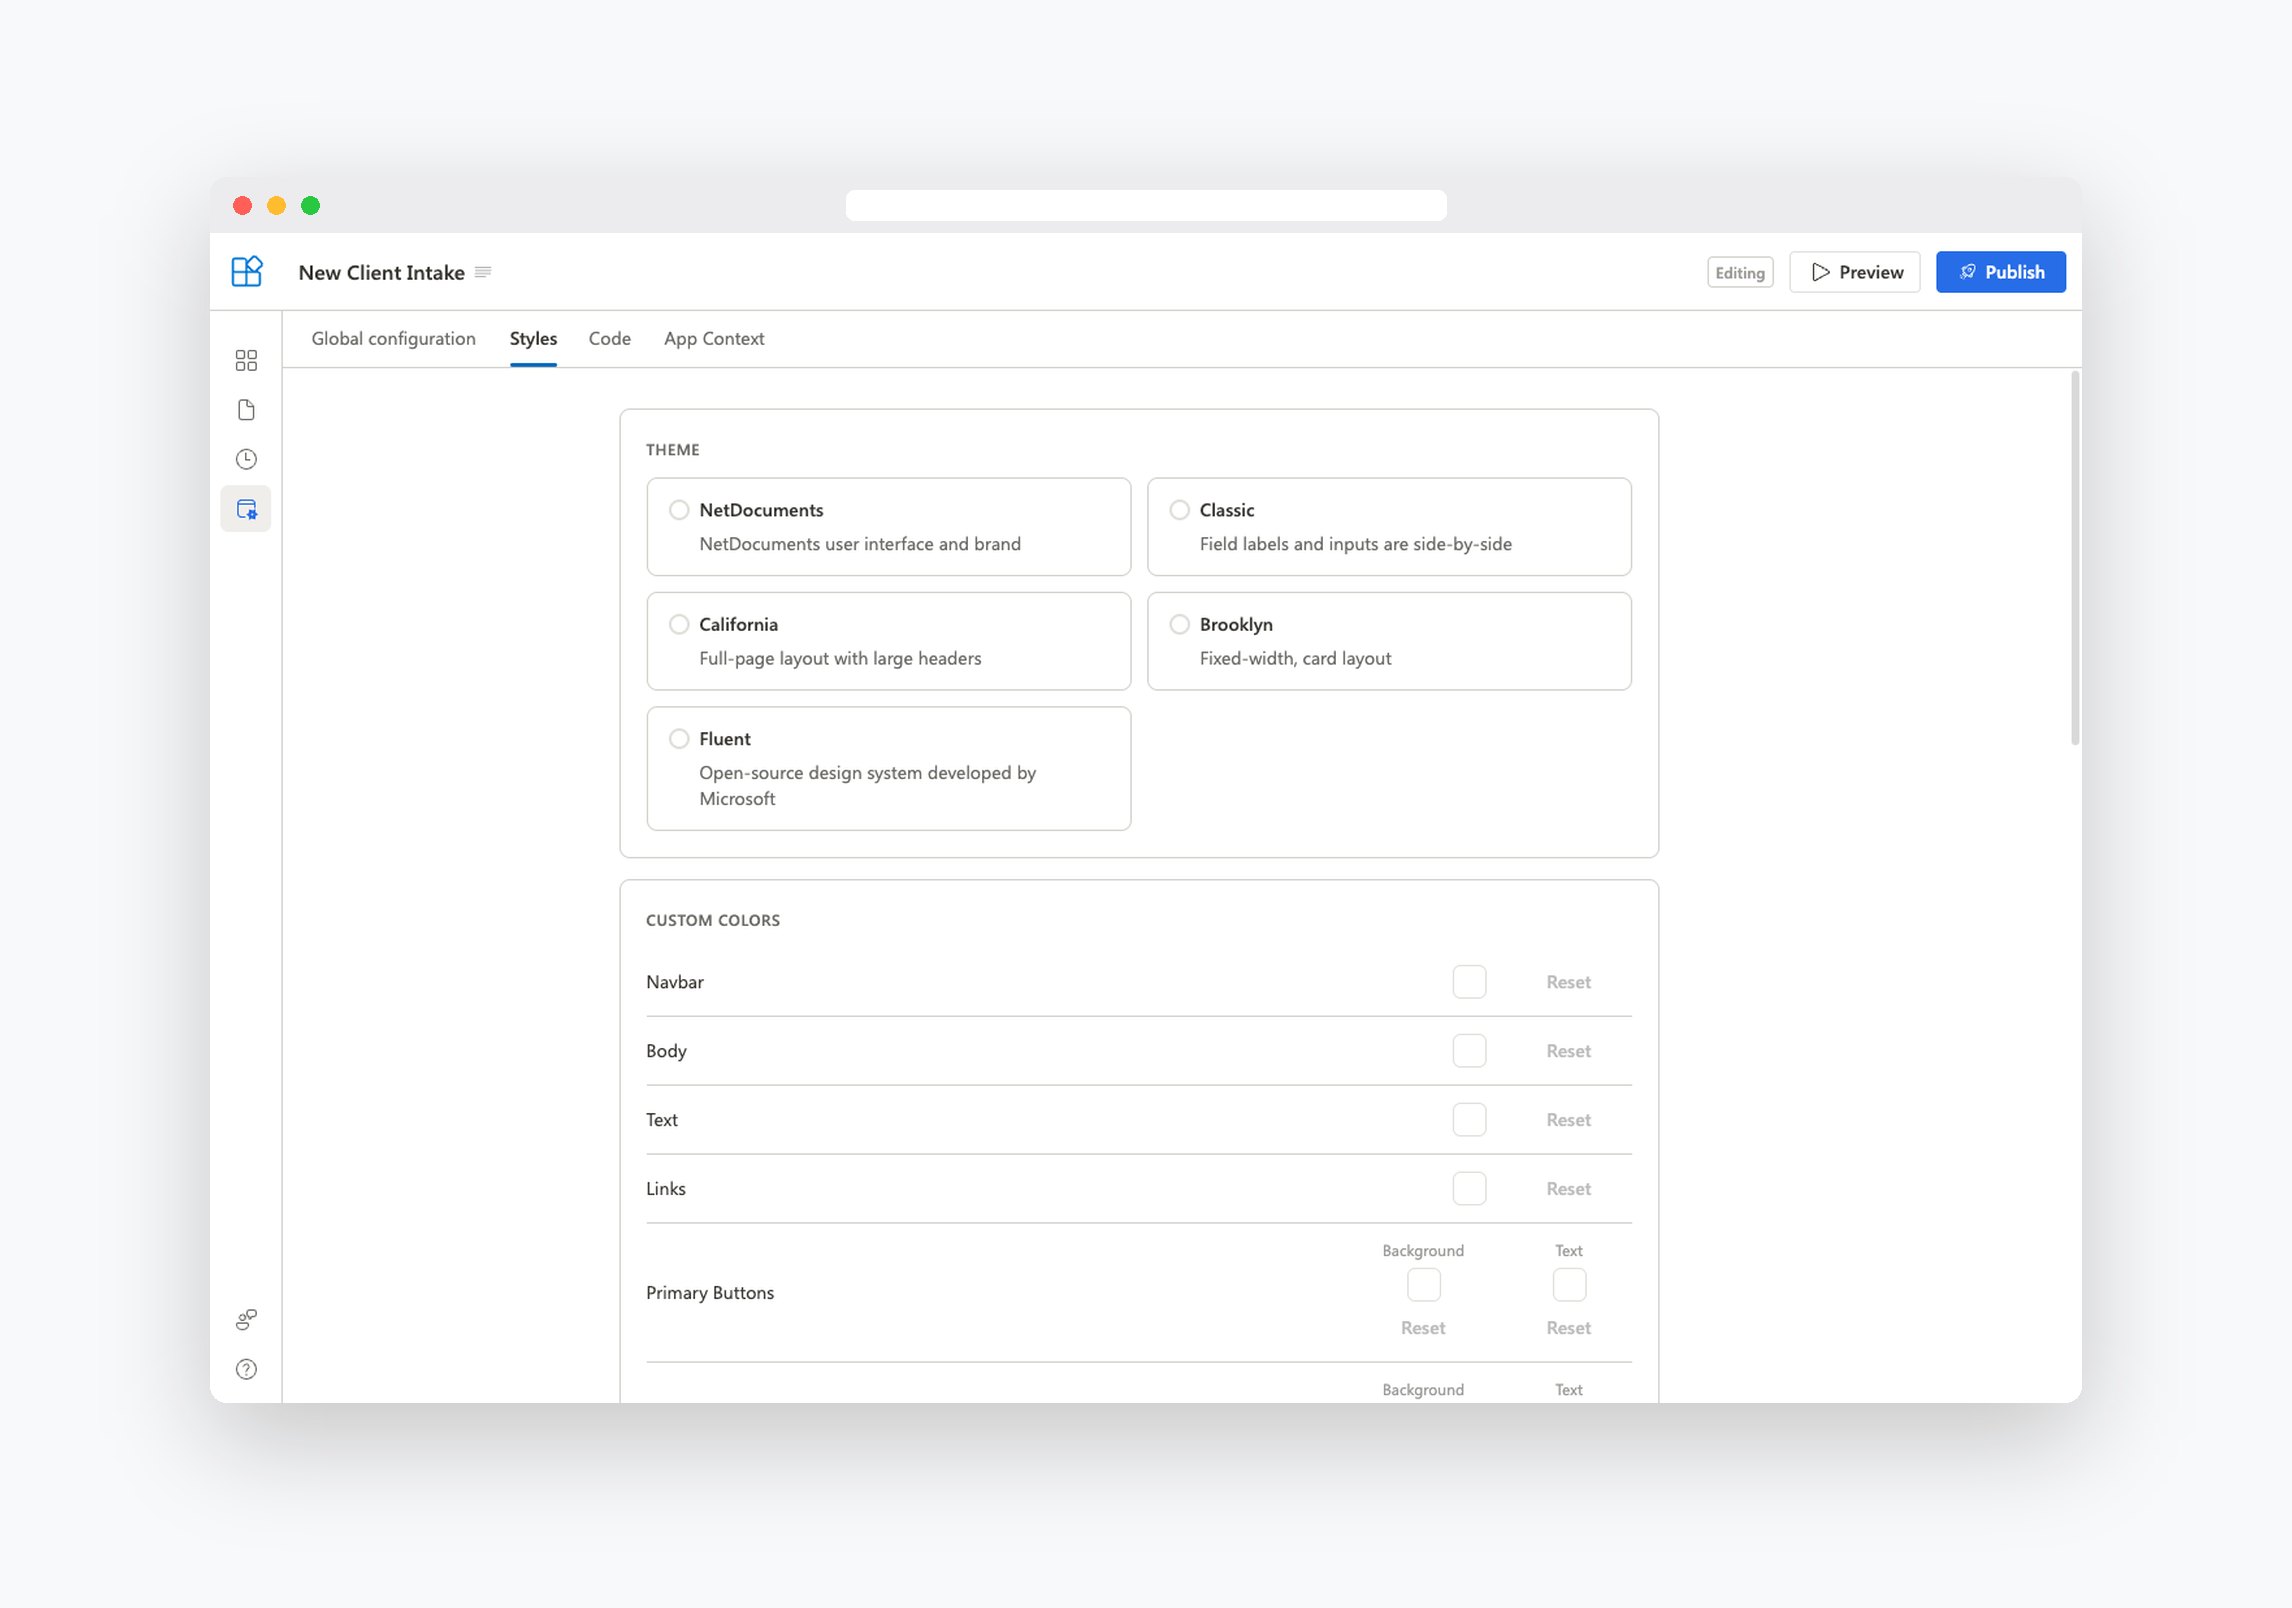 New Client Intake
Editing
Preview
Publish
Global configuration
Styles
Code
App Context
THEME
NetDocuments
NetDocuments user interface and brand
Classic
Field labels and inputs are side-by-side
California
Full-page layout with large headers
Brooklyn
Fixed-width, card layout
Fluent
Open-source design system developed by
Microsoft
CUSTOM COLORS
Navbar
Reset
Body
Reset
Text
Reset
Links
Reset
Background
Text
Primary Buttons
Reset
Reset
Background
Text